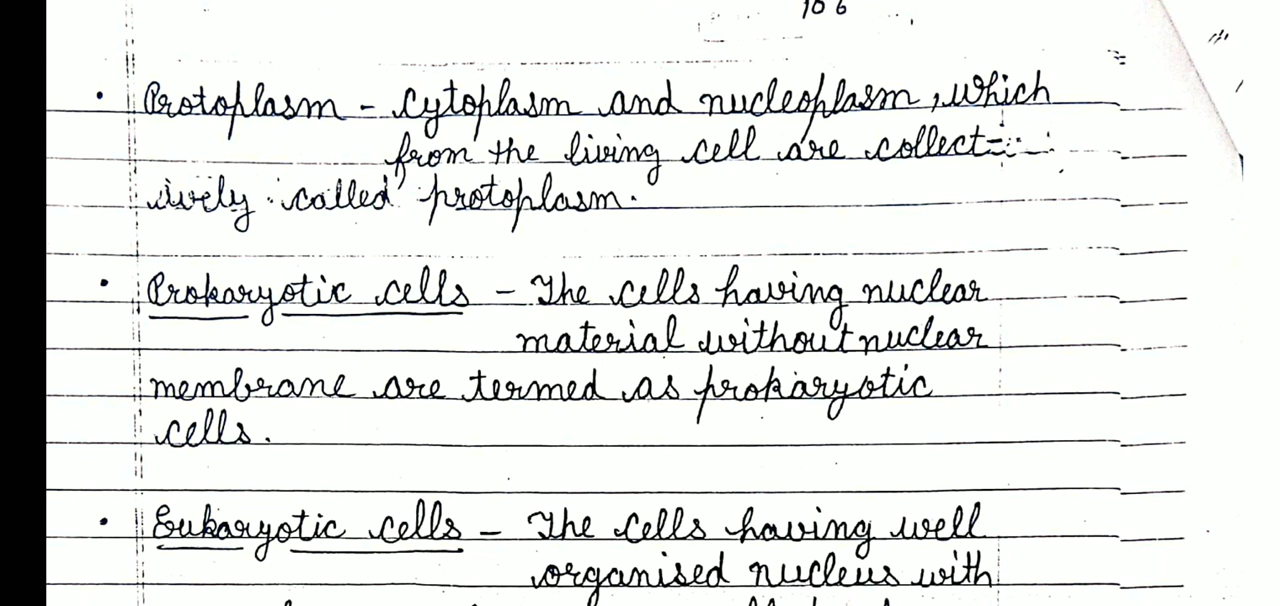 106
• Protoplasm - cytoplasm and nucleoplasm, which
from the living cell are collect-
ively called protoplasm.
• Prokaryotic cells - The cells having nuclear
material without nuclear
membrane are termed as prokaryotic
cells.
• Eukaryotic cells - The cells having well
organised nucleus with